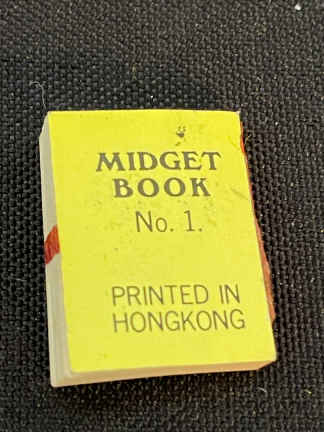 MIDGET
BOOK
No. 1.
PRINTED IN
HONGKONG